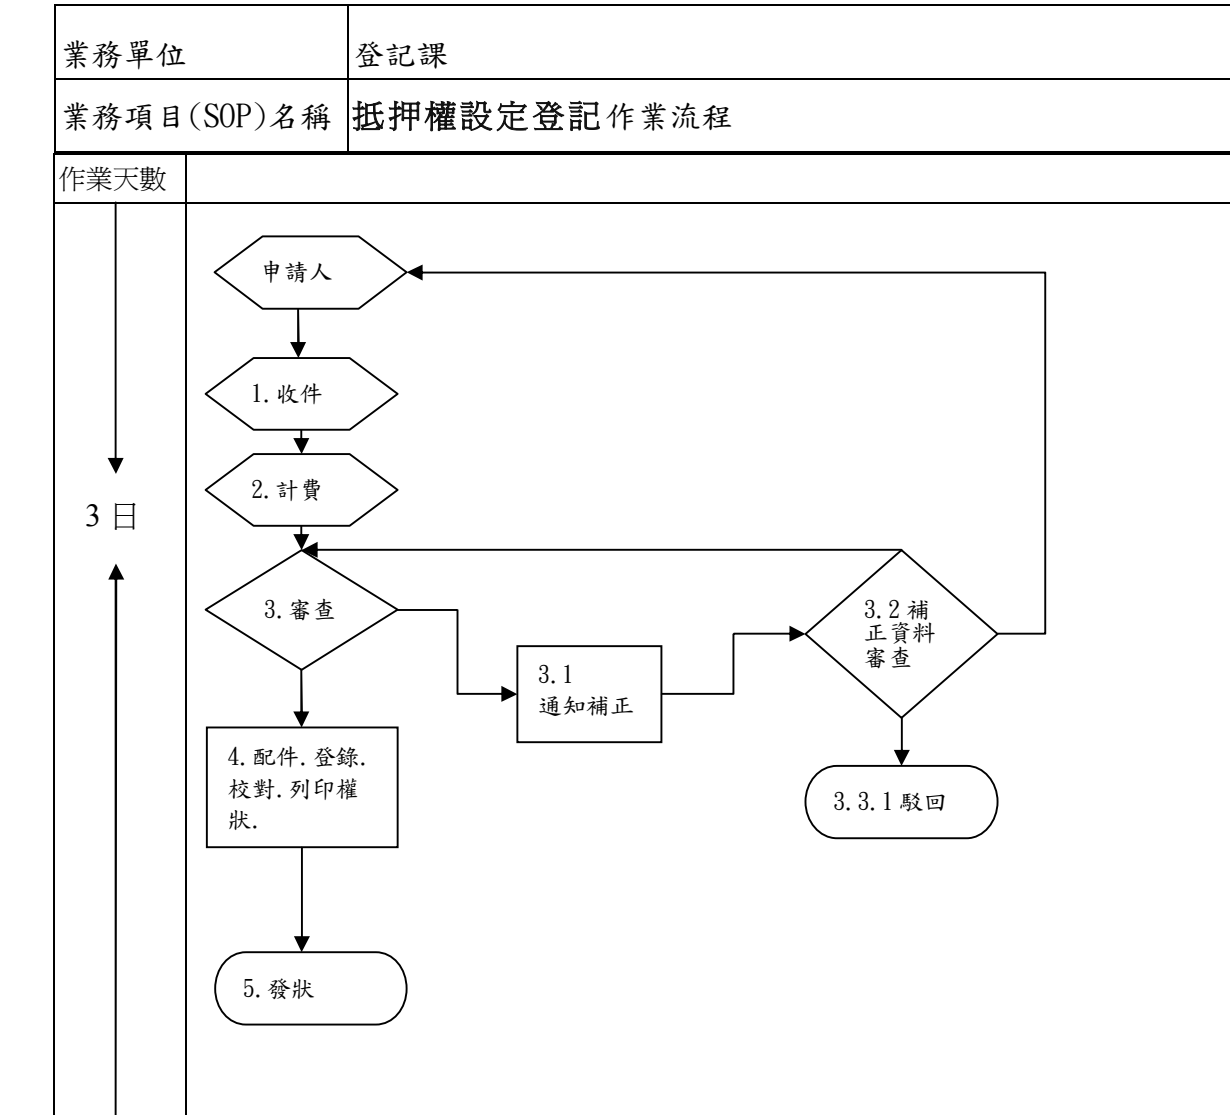 業務單位
登記課
業務項目(SOP)名稱
抵押權設定登記作業流程
作業天數
申請人
1.收件
2.計費
3日
3.審查
3.2補
正資料
審查
3.1
通知補正
4.配件.登錄.
校對.列印權
狀.
3.3.1駁回
5.發狀